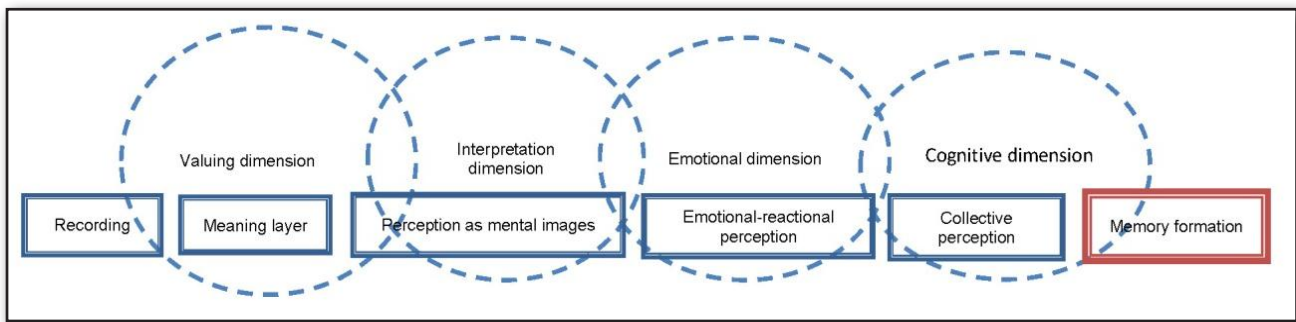 Valuing dimension
Interpretation
dimension
Emotional dimension
Cognitive dimension
Recording
Meaning layer
Perception as mental images
Emotional-reactional
perception
Collective
perception
Memory formation